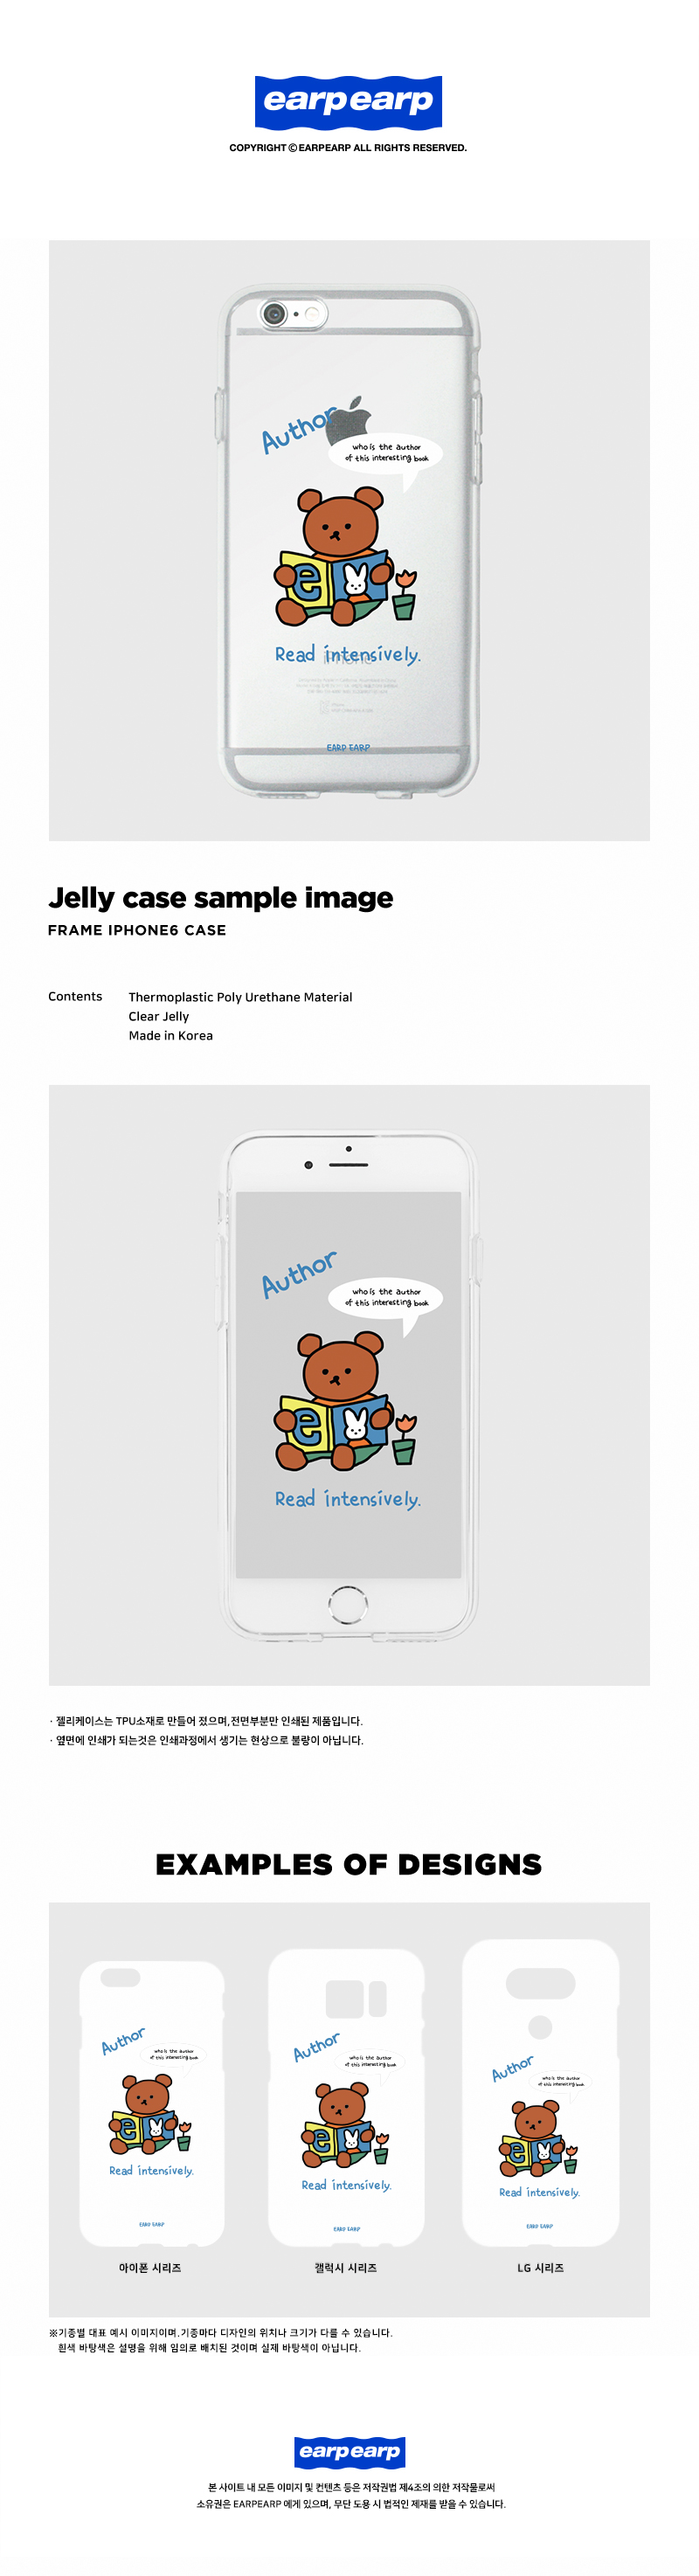 earp earp
COPYRIGHT © EARPEARP ALL RIGHTS RESERVED.
Author
who is the author
of this interesting book
e
Read intensively.
iPhone
EARP EARP
Jelly case sample image
FRAME IPHONE6 CASE
Contents
Thermoplastic Poly Urethane Material
Clear Jelly
Made in Korea
Author
who is the author
of this interesting book
e
Read intensively.
· 젤리케이스는 TPU소재로 만들어 졌으며,전면부분만 인쇄된 제품입니다.
· 옆면에 인쇄가 되는것은 인쇄과정에서 생기는 현상으로 불량이 아닙니다.
EXAMPLES OF DESIGNS
Author
who is the author
of this interesting book
e
Read intensively.
EARP EARP
아이폰 시리즈
Author
who is the author
of this interesting book
e
Read intensively.
EARP EARP
갤럭시 시리즈
Author
who is the author
of this interesting book
e
Read intensively.
EARP EARP
LG 시리즈
※기종별 대표 예시 이미지이며,기종마다 디자인의 위치나 크기가 다를 수 있습니다.
흰색 바탕색은 설명을 위해 임의로 배치된 것이며 실제 바탕색이 아닙니다.
earp earp
본 사이트 내 모든 이미지 및 컨텐츠 등은 저작권법 제4조의 의한 저작물로써
소유권은 EARPEARP 에게 있으며, 무단 도용 시 법적인 제재를 받을 수 있습니다.